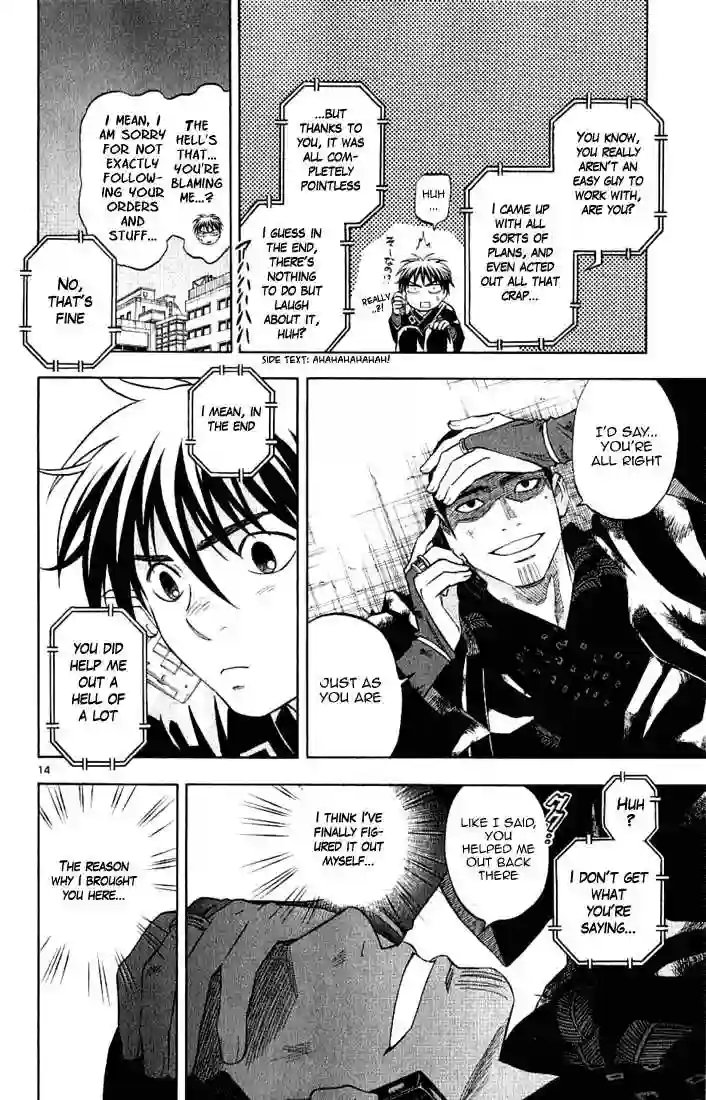 YOU KNOW,
YOU REALLY
AREN'T AN
EASY GUY TO
WORK WITH,
ARE YOU?
I CAME UP
WITH ALL
SORTS OF
PLANS, AND
EVEN ACTED
OUT ALL THAT
CRAP...
HUH
...
REALLY
..?!
...BUT
THANKS TO
YOU, IT WAS
ALL COM-
PLETELY
POINTLESS
I GUESS IN
THE END,
THERE'S
NOTHING
TO DO BUT
LAUGH
ABOUT IT,
HUH?
SIDE TEXT: AHAHAHAHAHAH!
THE
HELL'S
THAT...
YOU'RE
BLAMING
ME...?
I MEAN, I
AM SORRY
FOR NOT
EXACTLY
FOLLOW-
ING YOUR
ORDERS
AND
STUFF...
NO,
THAT'S
FINE
I'D SAY...
YOU'RE
ALL RIGHT
JUST AS
YOU ARE
I MEAN, IN
THE END
YOU DID
HELP ME
OUT A
HELL OF
A LOT
14
HUH
?
I DON'T GET
WHAT
YOU'RE
SAYING...
LIKE I SAID,
YOU
HELPED ME
OUT BACK
THERE
I THINK I'VE
FINALLY FIG-
URED IT OUT
MYSELF...
THE REASON
WHY I BROUGHT
YOU HERE...